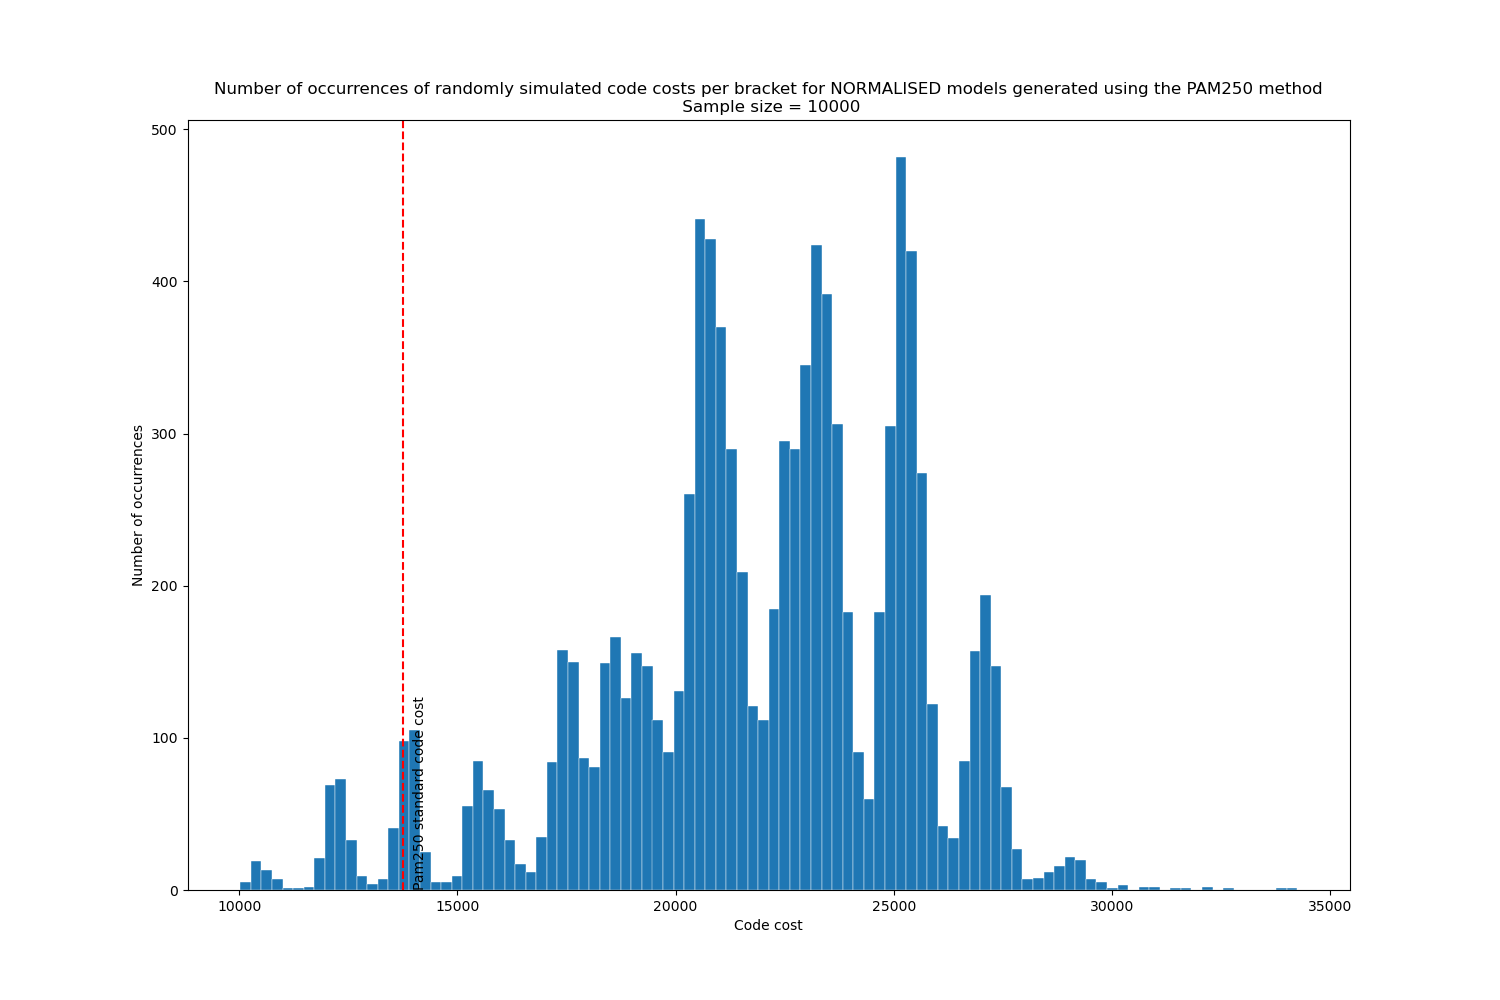 Number of occurrences of randomly simulated code costs per bracket for NORMALISED models generated using the PAM250 method
Sample size = 10000
500
400
300
200
100
0
Number of occurrences
Pam250 standard code cost
10000
15000
20000
25000
30000
35000
Code cost